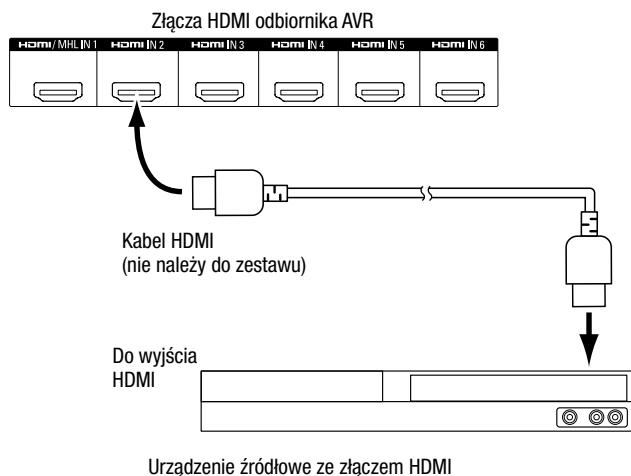 Złącza HDMI odbiornika AVR
HDMI/MHL IN 1 HDMI IN 2 HDMI IN 3 HDMI IN 4 HDMI IN 5 HDMI IN 6
Kabel HDMI
(nie należy do zestawu)
Do wyjścia
HDMI
Urządzenie źródłowe ze złączem HDMI